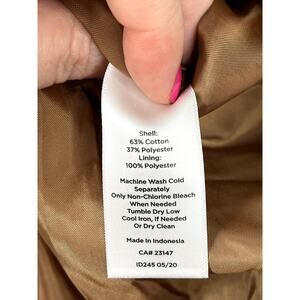 Shell:
63% Cotton
37% Polyester
Lining:
100% Polyester
Machine Wash Cold
Separately
Only Non-Chlorine Bleach
When Needed
Tumble Dry Low
Cool Iron, If Needed
Or Dry Clean
Made In Indonesia
CA# 23147
ID245 05/20